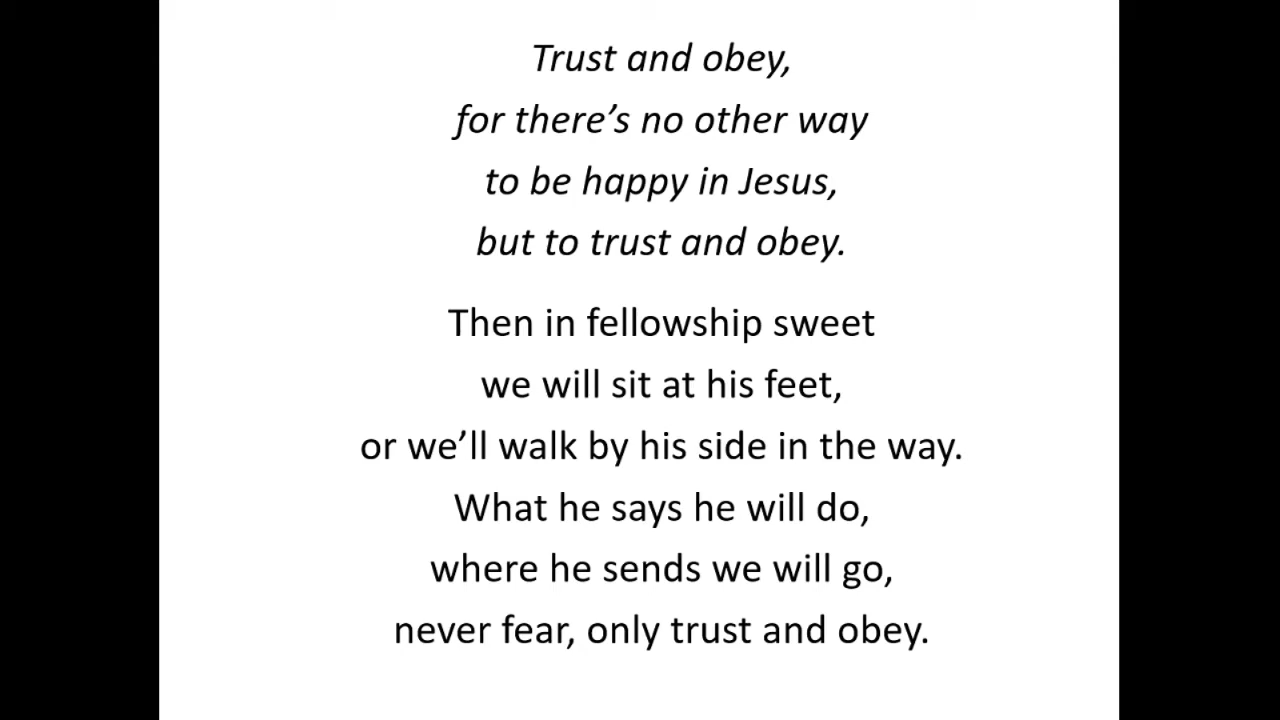 Trust and obey,
for there’s no other way
to be happy in Jesus,
but to trust and obey.
Then in fellowship sweet
we will sit at his feet,
or we’ll walk by his side in the way.
What he says he will do,
where he sends we will go,
never fear, only trust and obey.